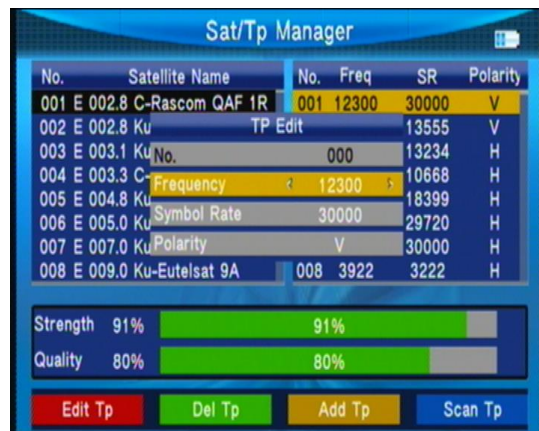 Sat/Tp Manager
No. Satellite Name No. Freq SR Polarity
001 E 002.8 C-Rascom QAF 1R 001 12300 30000 V
002 E 002.8 Ku 13555 V
TP Edit
003 E 003.1 Ku 13234 H
No. 000
004 E 003.3 C- 10668 H
Frequency 12300
005 E 004.8 Ku 18399 H
Symbol Rate 30000
006 E 005.0 Ku 29720 H
Polarity V
007 E 007.0 Ku 30000 H
008 E 009.0 Ku-Eutelsat 9A 008 3922 3222 H
Strength 91% 91%
Quality 80% 80%
Edit Tp Del Tp Add Tp Scan Tp